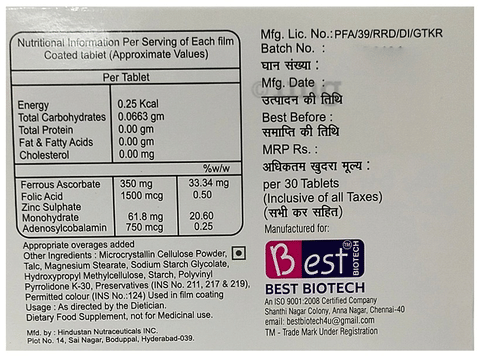 Nutritional Information Per Serving of Each film
Coated tablet (Approximate Values)
Per Tablet
Energy 0.25 Kcal
Total Carbohydrates 0.0663 gm
Total Protein 0.00 gm
Fat & Fatty Acids 0.00 gm
Cholesterol 0.00 mg
%w/w
Ferrous Ascorbate 350 mg 33.34 mg
Folic Acid 1500 mcg 0.50
Zinc Sulphate
Monohydrate 61.8 mg 20.60
Adenosylcobalamin 750 mcg 0.25
Appropriate overages added
Other Ingredients : Microcrystallin Cellulose Powder,
Talc, Magnesium Stearate, Sodium Starch Glycolate,
Hydroxypropyl Methylcellulose, Starch, Polyvinyl
Pyrrolidone K-30, Preservatives (INS No. 211, 217 & 219),
Permitted colour (INS No.:124) Used in film coating
Usage : As directed by the Dietician.
Dietary Food Supplement, not for Medicinal use.
Mfd. by : Hindustan Nutraceuticals INC.
Plot No. 14, Sai Nagar, Boduppal, Hyderabad-039.
Mfg. Lic. No.: PFA/39/RRD/DI/GTKR
Batch No. :
घान संख्या :
Mfg. Date :
उत्पादन की तिथि
Best Before :
समाप्ति की तिथि
MRP Rs. :
अधिकतम खुदरा मूल्य :
per 30 Tablets
(Inclusive of all Taxes)
(सभी कर सहित)
Manufactured for:
Best TM
BIOTECH
BEST BIOTECH
An ISO 9001:2008 Certified Company
Shanthi Nagar Colony, Anna Nagar, Chennai-40
email: bestbiotech4u@gmail.com
TM - Trade Mark Under Registration